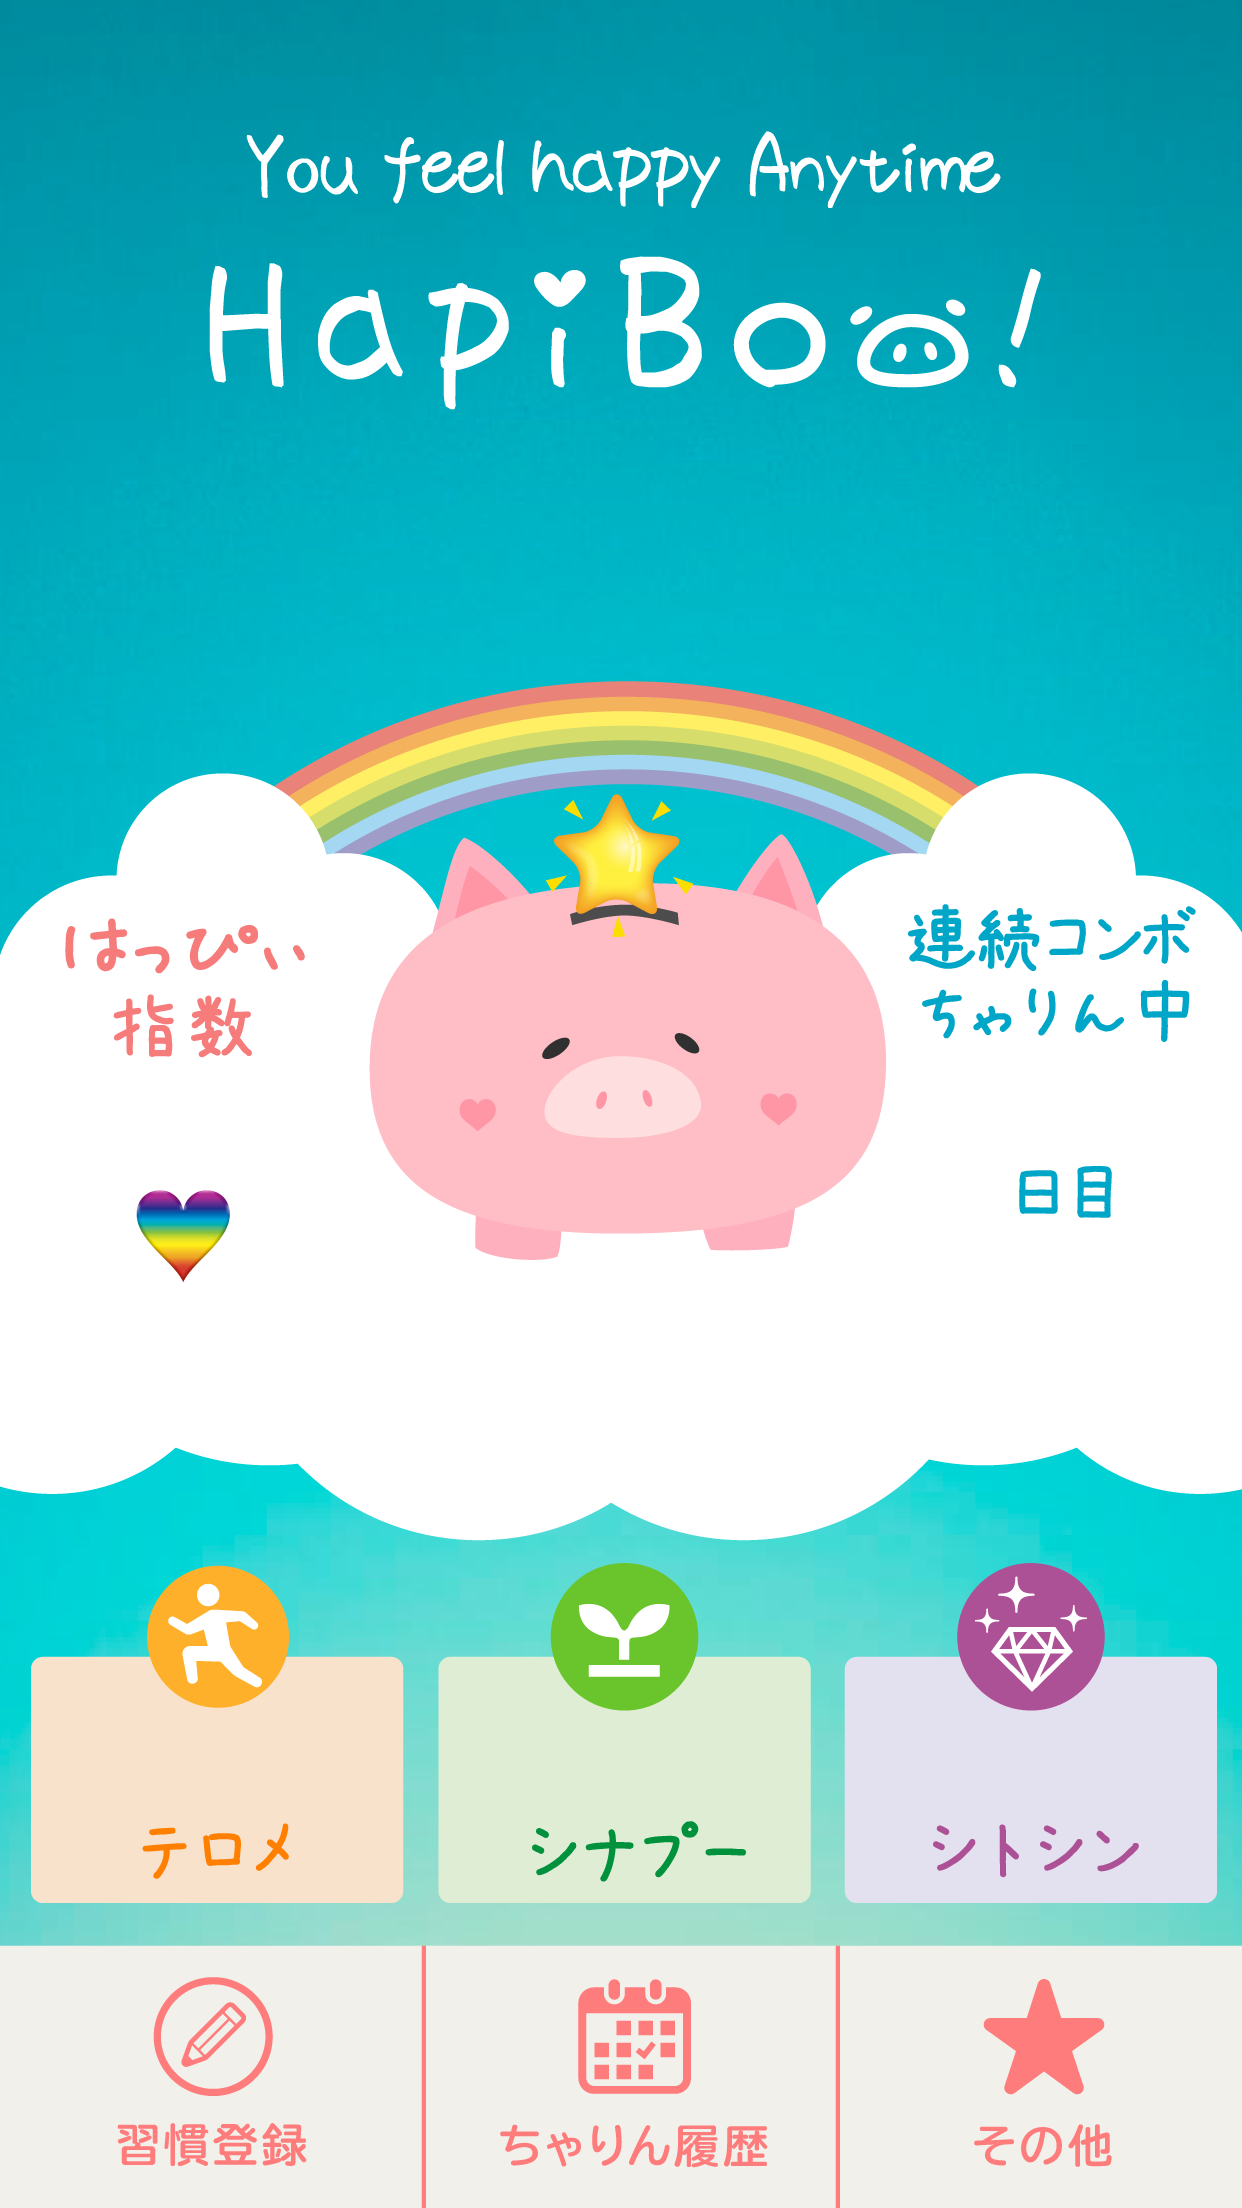 You feel happy Anytime
HapiBoo!
はっぴぃ
指数
連続コンボ
ちゃりん中
日目
テロメ
シナプー
シトシン
習慣登録
ちゃりん履歴
その他